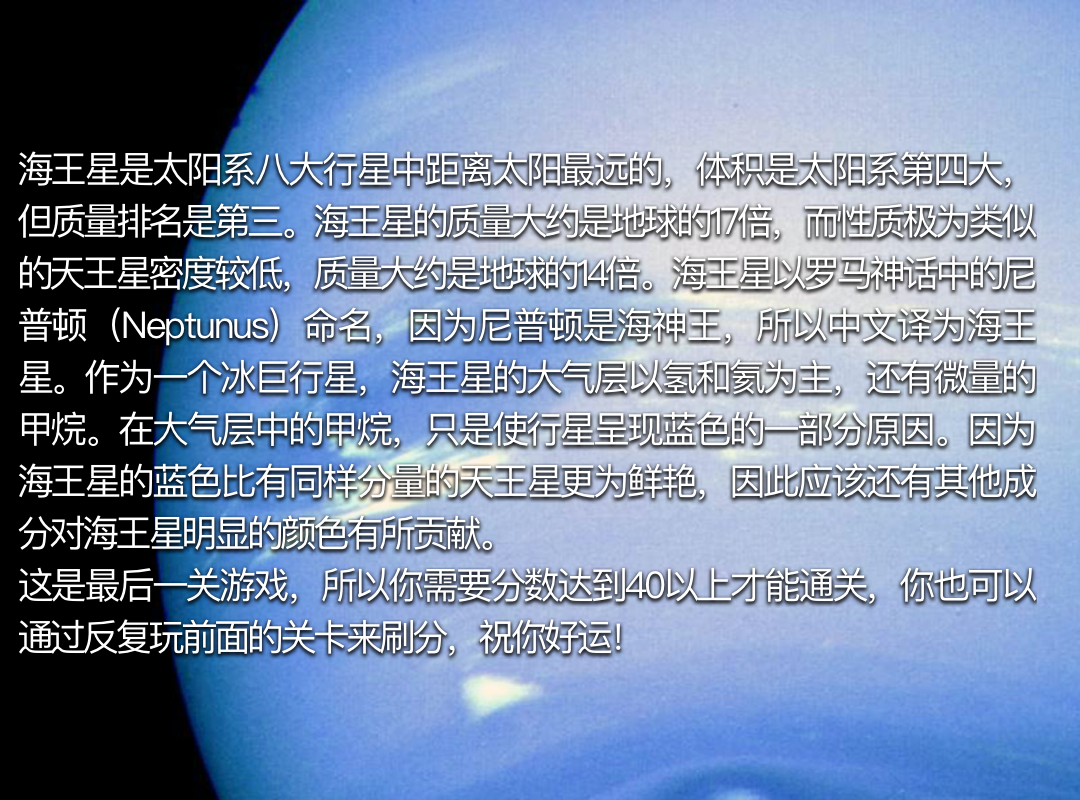 海王星是太阳系八大行星中距离太阳最远的，体积是太阳系第四大，
但质量排名是第三。海王星的质量大约是地球的17倍，而性质极为类似
的天王星密度较低，质量大约是地球的14倍。海王星以罗马神话中的尼
普顿（Neptunus）命名，因为尼普顿是海神王，所以中文译为海王
星。作为一个冰巨行星，海王星的大气层以氢和氦为主，还有微量的
甲烷。在大气层中的甲烷，只是使行星呈现蓝色的一部分原因。因为
海王星的蓝色比有同样分量的天王星更为鲜艳，因此应该还有其他成
分对海王星明显的颜色有所贡献。
这是最后一关游戏，所以你需要分数达到40以上才能通关，你也可以
通过反复玩前面的关卡来刷分，祝你好运！